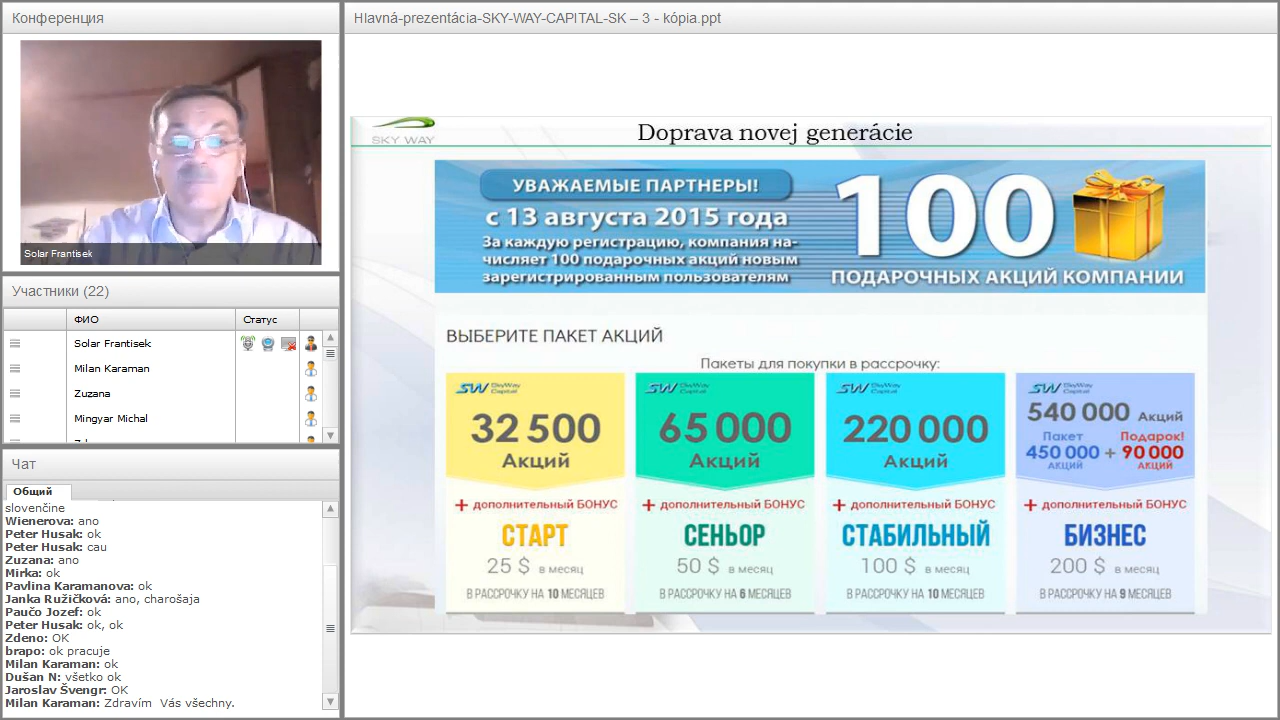 Конференция
Solar Frantisek
Участники (22)
ФИО
Статус
Solar Frantisek
Milan Karaman
Zuzana
Mingyar Michal
Чат
Общий
slovenčine
Wienerova: ano
Peter Husak: ok
Peter Husak: cau
Zuzana: ano
Mirka: ok
Pavlina Karamanova: ok
Janka Ružičková: ano, charošaja
Paučo Jozef: ok
Peter Husak: ok, ok
Zdeno: OK
brapo: ok pracuje
Milan Karaman: ok
Dušan N: všetko ok
Jaroslav Švengr: OK
Milan Karaman: Zdravím Vás všechny.
Hlavná-prezentácia-SKY-WAY-CAPITAL-SK – 3 - kópia.ppt
SKY WAY
Doprava novej generácie
УВАЖАЕМЫЕ ПАРТНЕРЫ!
с 13 августа 2015 года
За каждую регистрацию, компания на-
числяет 100 подарочных акций новым
зарегистрированным пользователям
100
ПОДАРОЧНЫХ АКЦИЙ КОМПАНИИ
ВЫБЕРИТЕ ПАКЕТ АКЦИЙ
Пакеты для покупки в рассрочку:
SW SkyWay Capital
32 500
Акций
+ дополнительный БОНУС
СТАРТ
25 $ в месяц
В РАССРОЧКУ НА 10 МЕСЯЦЕВ
SW SkyWay Capital
65 000
Акций
+ дополнительный БОНУС
СЕНЬОР
50 $ в месяц
В РАССРОЧКУ НА 6 МЕСЯЦЕВ
SW SkyWay Capital
220 000
Акций
+ дополнительный БОНУС
СТАБИЛЬНЫЙ
100 $ в месяц
В РАССРОЧКУ НА 10 МЕСЯЦЕВ
SW SkyWay Capital
540 000 Акций
Пакет Подарок!
450 000 + 90 000
АКЦИЙ АКЦИЙ
+ дополнительный БОНУС
БИЗНЕС
200 $ в месяц
В РАССРОЧКУ НА 9 МЕСЯЦЕВ